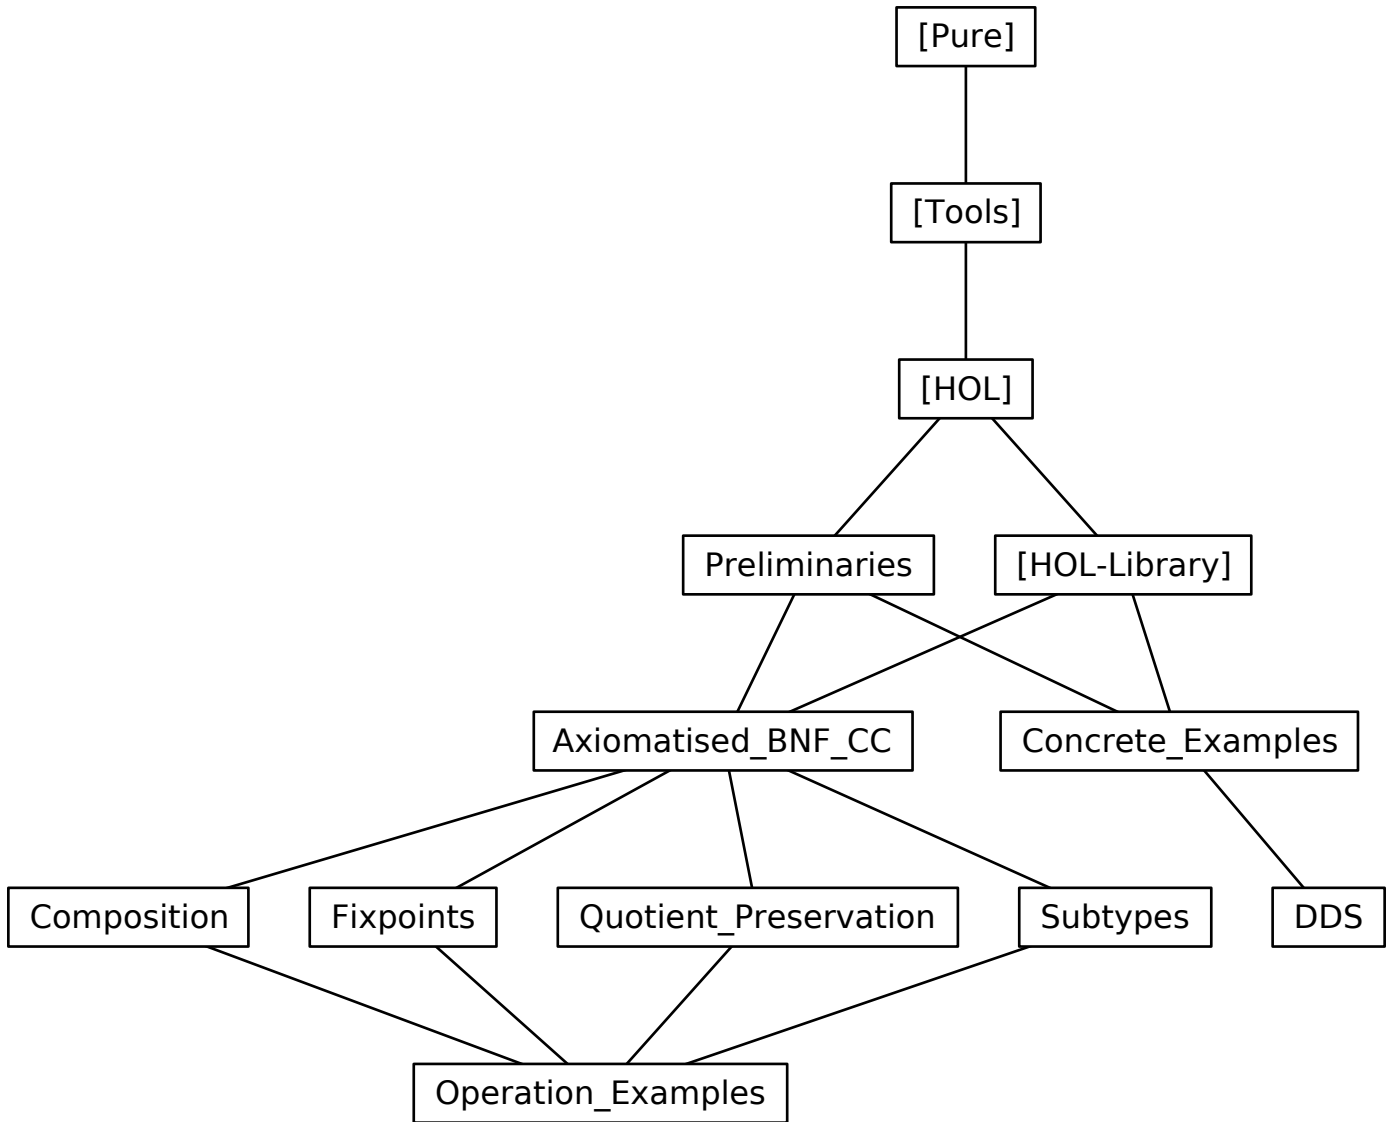 [Pure]
[Tools]
[HOL]
Preliminaries
[HOL-Library]
Axiomatised_BNF_CC
Concrete_Examples
Composition
Fixpoints
Quotient_Preservation
Subtypes
DDS
Operation_Examples